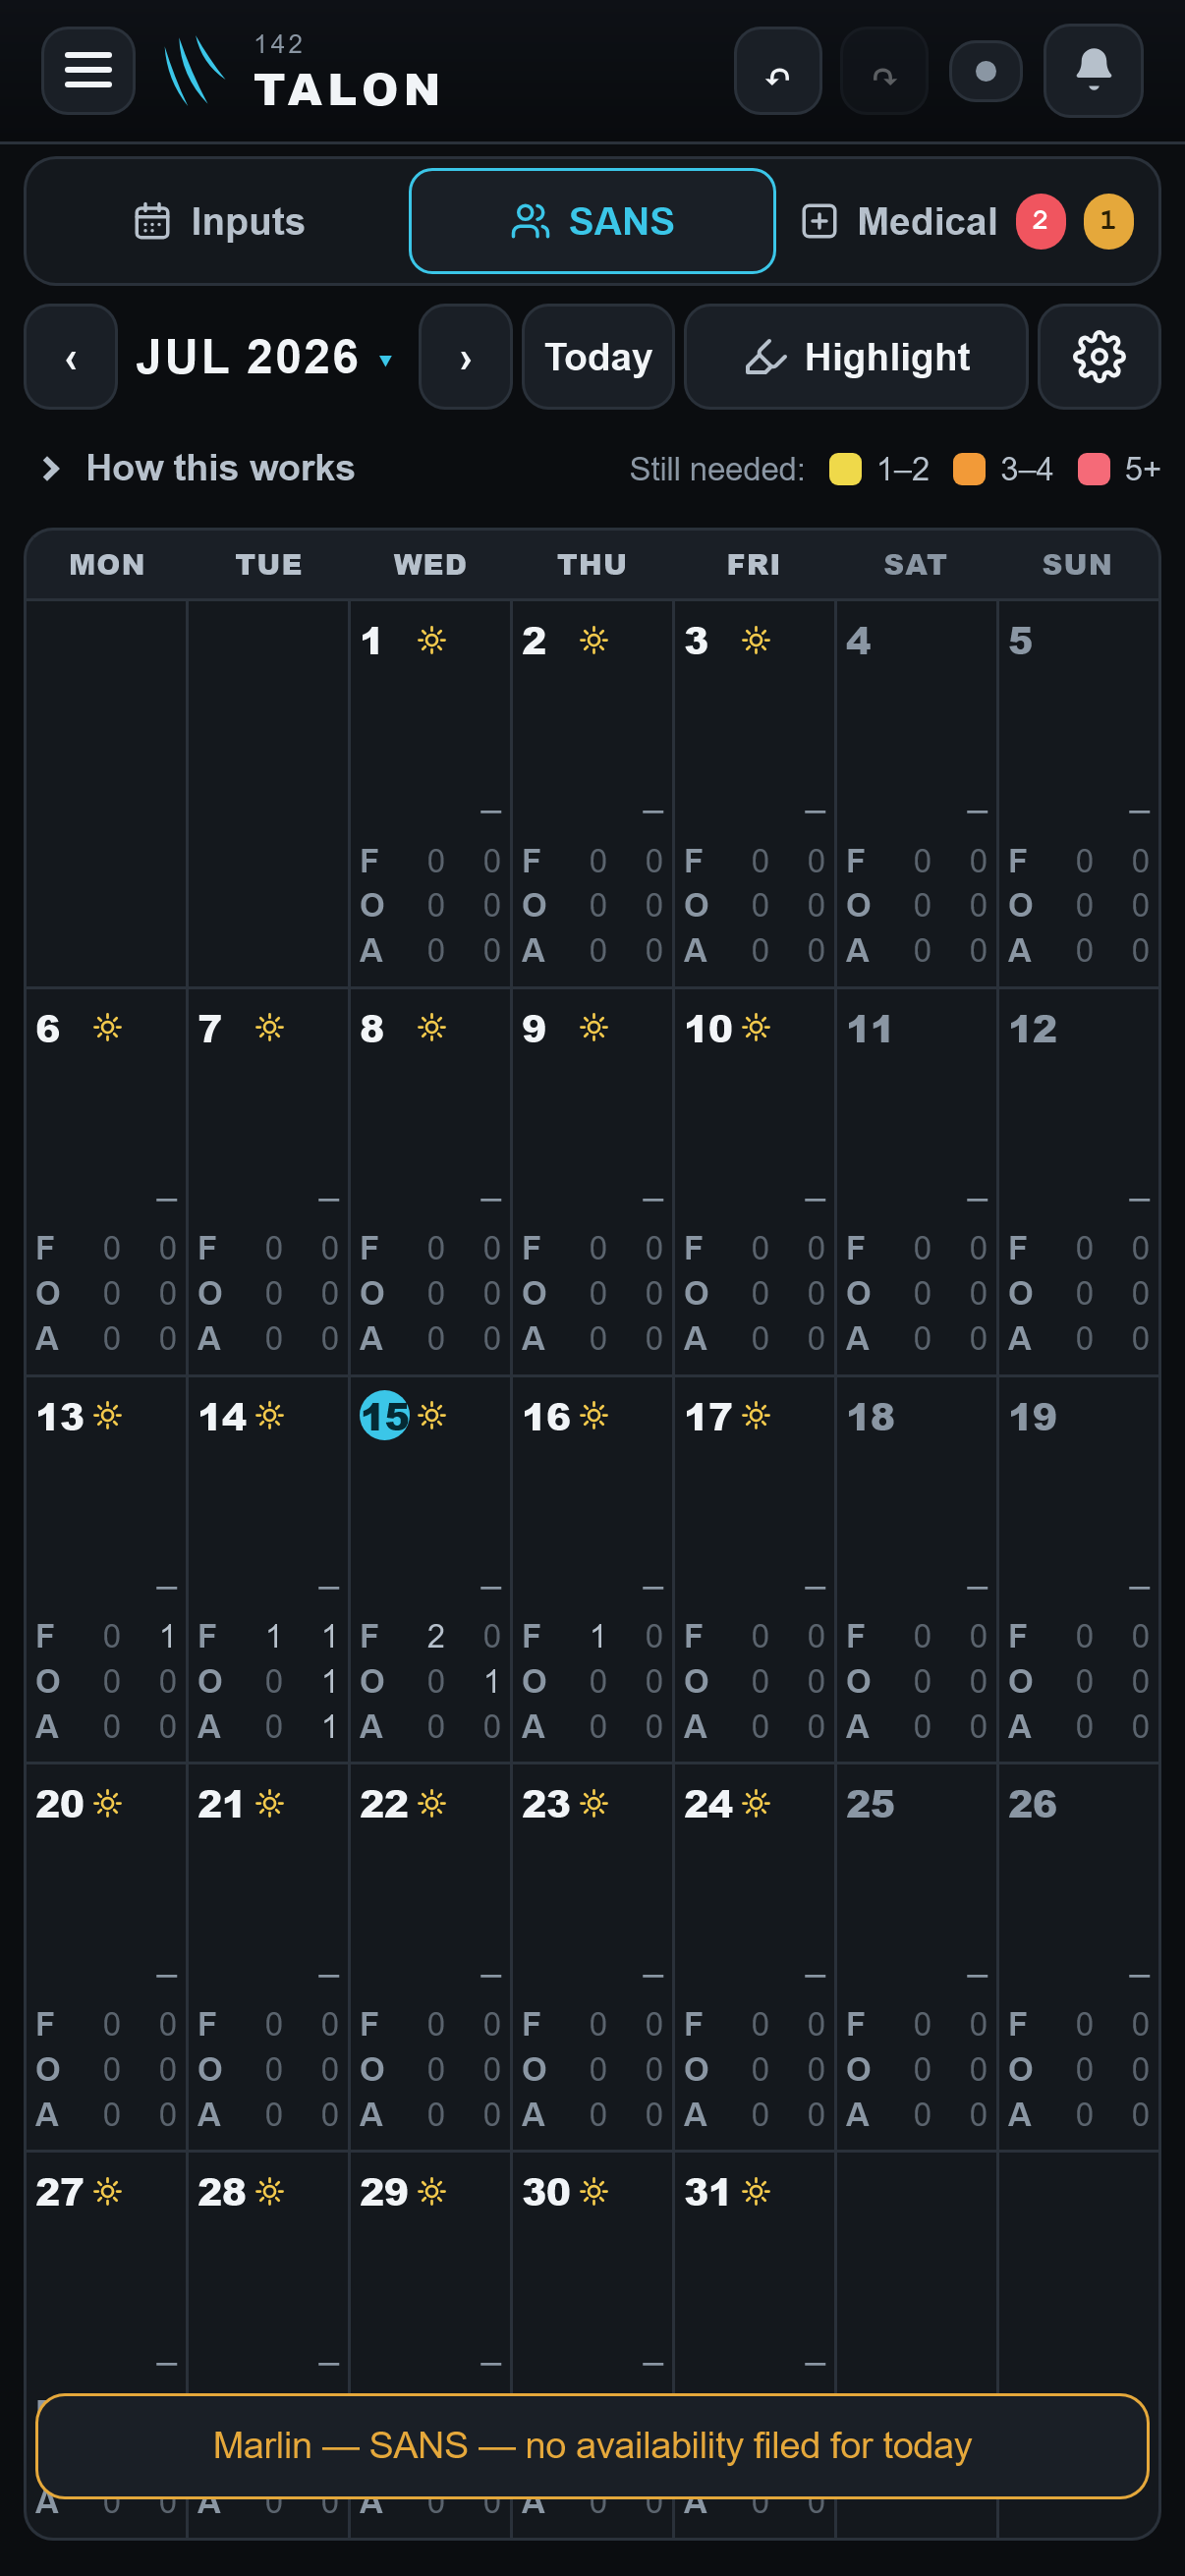 142
TALON
Inputs SANS Medical 2 1
‹ JUL 2026 ▾ › Today Highlight
How this works Still needed: 1–2 3–4 5+
MON TUE WED THU FRI SAT SUN
1 2 3 4 5
– – – – –
F 0 0 F 0 0 F 0 0 F 0 0 F 0 0
O 0 0 O 0 0 O 0 0 O 0 0 O 0 0
A 0 0 A 0 0 A 0 0 A 0 0 A 0 0
6 7 8 9 10 11 12
– – – – – – –
F 0 0 F 0 0 F 0 0 F 0 0 F 0 0 F 0 0 F 0 0
O 0 0 O 0 0 O 0 0 O 0 0 O 0 0 O 0 0 O 0 0
A 0 0 A 0 0 A 0 0 A 0 0 A 0 0 A 0 0 A 0 0
13 14 15 16 17 18 19
– – – – – – –
F 0 1 F 1 1 F 2 0 F 1 0 F 0 0 F 0 0 F 0 0
O 0 0 O 0 1 O 0 1 O 0 0 O 0 0 O 0 0 O 0 0
A 0 0 A 0 1 A 0 0 A 0 0 A 0 0 A 0 0 A 0 0
20 21 22 23 24 25 26
– – – – – – –
F 0 0 F 0 0 F 0 0 F 0 0 F 0 0 F 0 0 F 0 0
O 0 0 O 0 0 O 0 0 O 0 0 O 0 0 O 0 0 O 0 0
A 0 0 A 0 0 A 0 0 A 0 0 A 0 0 A 0 0 A 0 0
27 28 29 30 31
– – – – –
Marlin — SANS — no availability filed for today
A 0 0 A 0 0 A 0 0 A 0 0 A 0 0